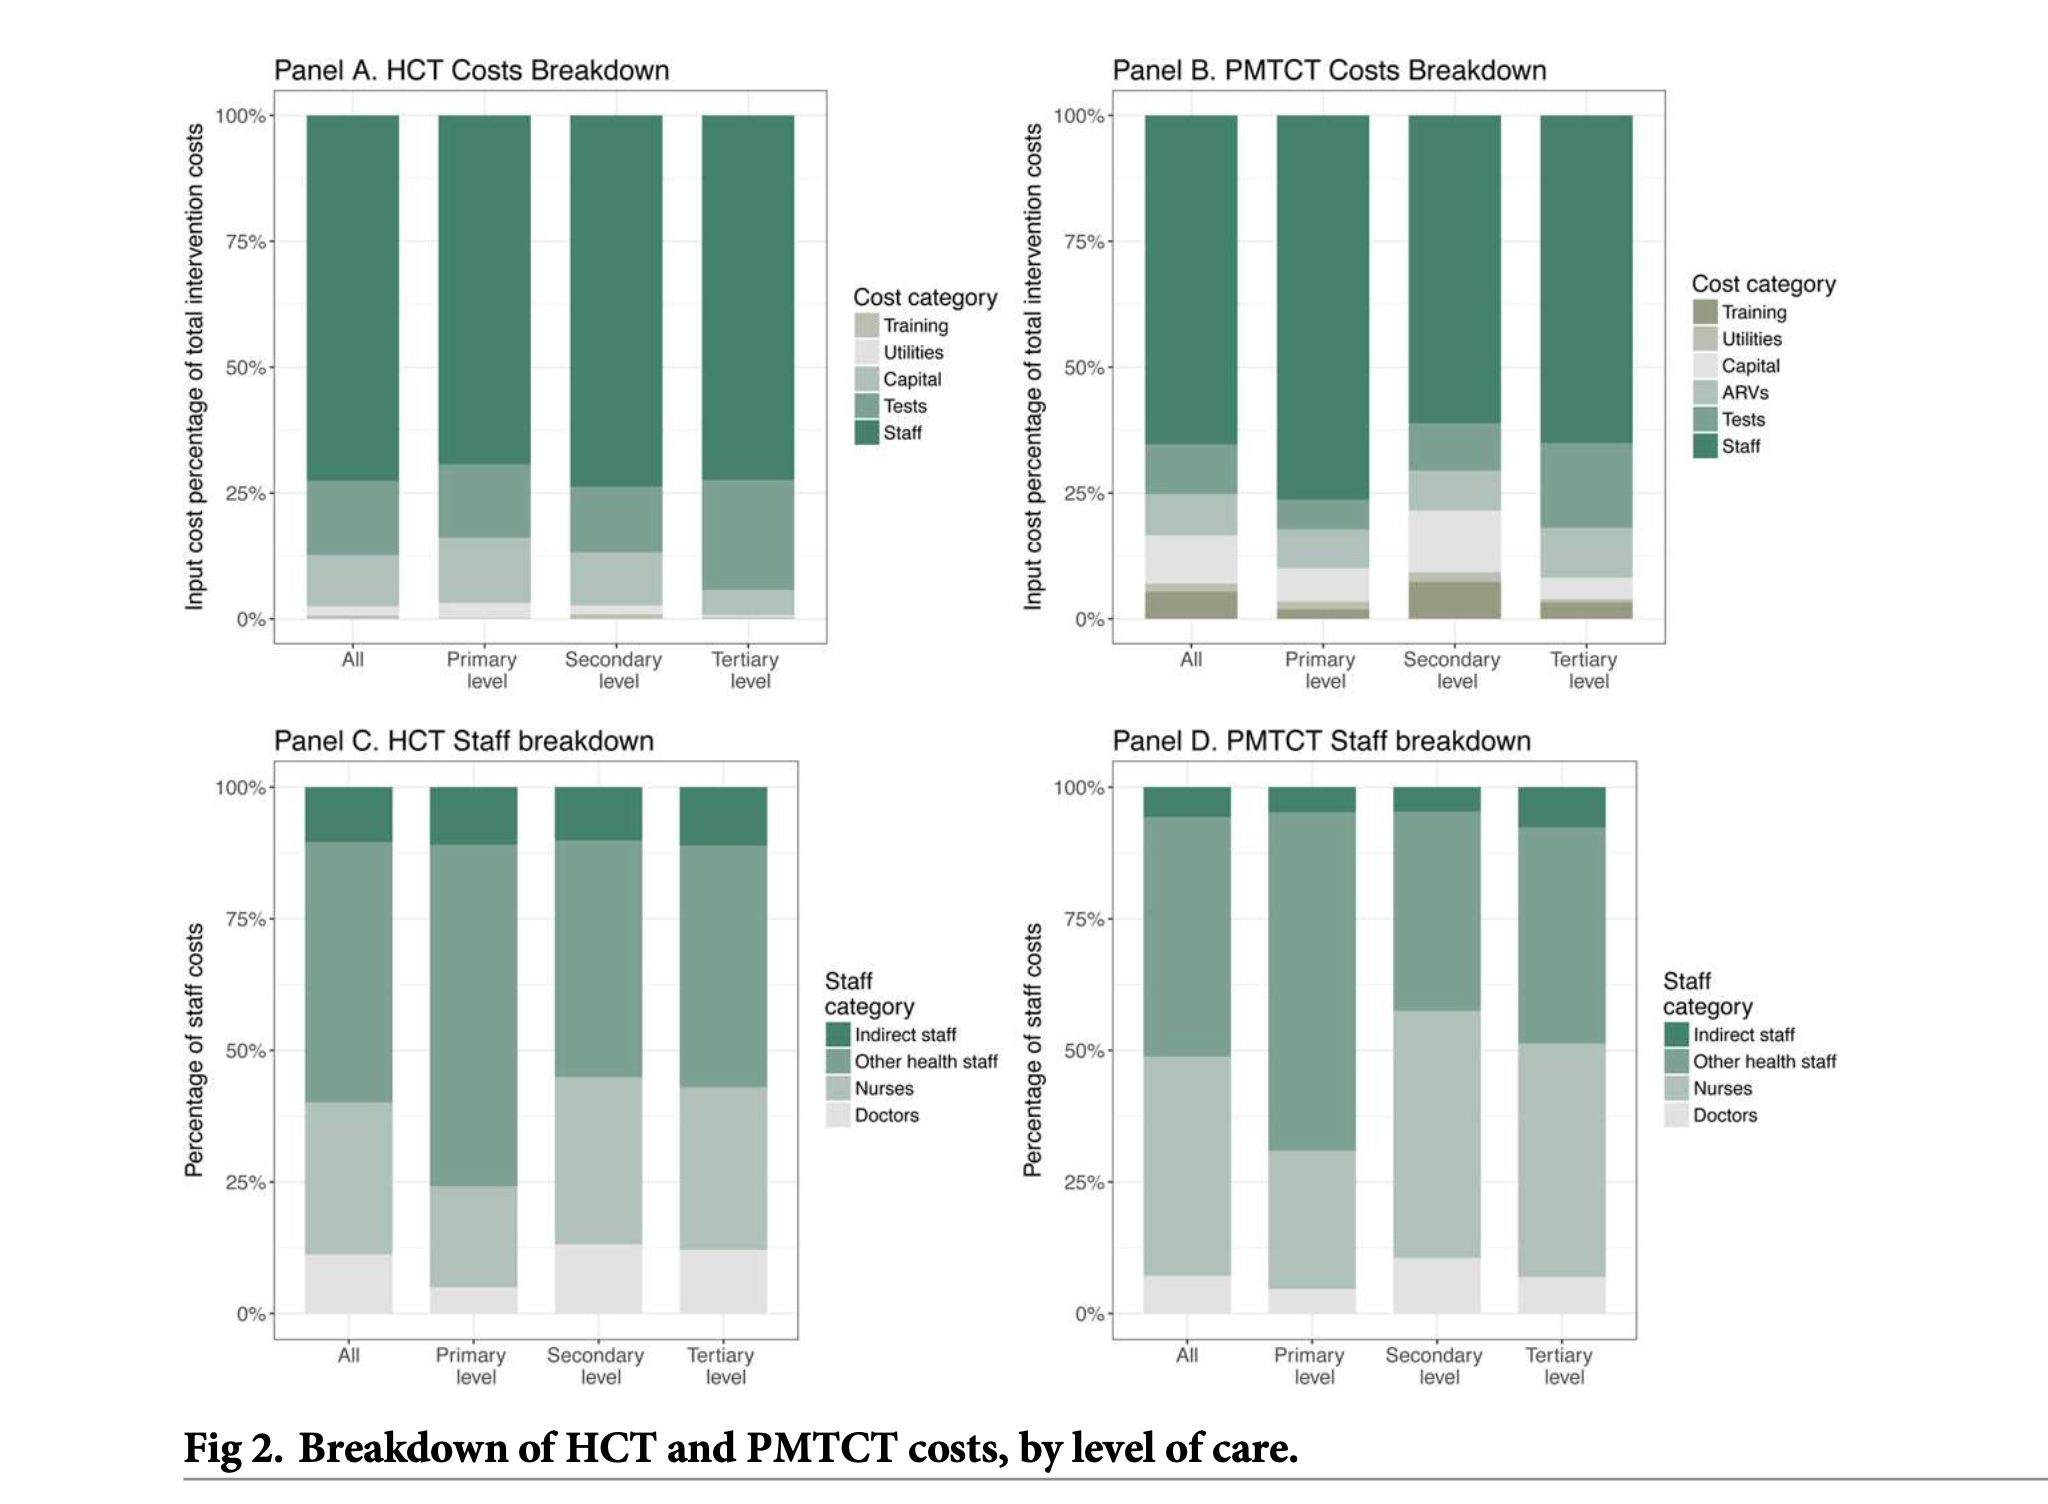 Panel A. HCT Costs Breakdown
Input cost percentage of total intervention costs
100%
75%
50%
25%
0%
All
Primary level
Secondary level
Tertiary level
Cost category
Training
Utilities
Capital
Tests
Staff
Panel B. PMTCT Costs Breakdown
Input cost percentage of total intervention costs
100%
75%
50%
25%
0%
All
Primary level
Secondary level
Tertiary level
Cost category
Training
Utilities
Capital
ARVs
Tests
Staff
Panel C. HCT Staff breakdown
Percentage of staff costs
100%
75%
50%
25%
0%
All
Primary level
Secondary level
Tertiary level
Staff
category
Indirect staff
Other health staff
Nurses
Doctors
Panel D. PMTCT Staff breakdown
Percentage of staff costs
100%
75%
50%
25%
0%
All
Primary level
Secondary level
Tertiary level
Staff
category
Indirect staff
Other health staff
Nurses
Doctors
Fig 2. Breakdown of HCT and PMTCT costs, by level of care.